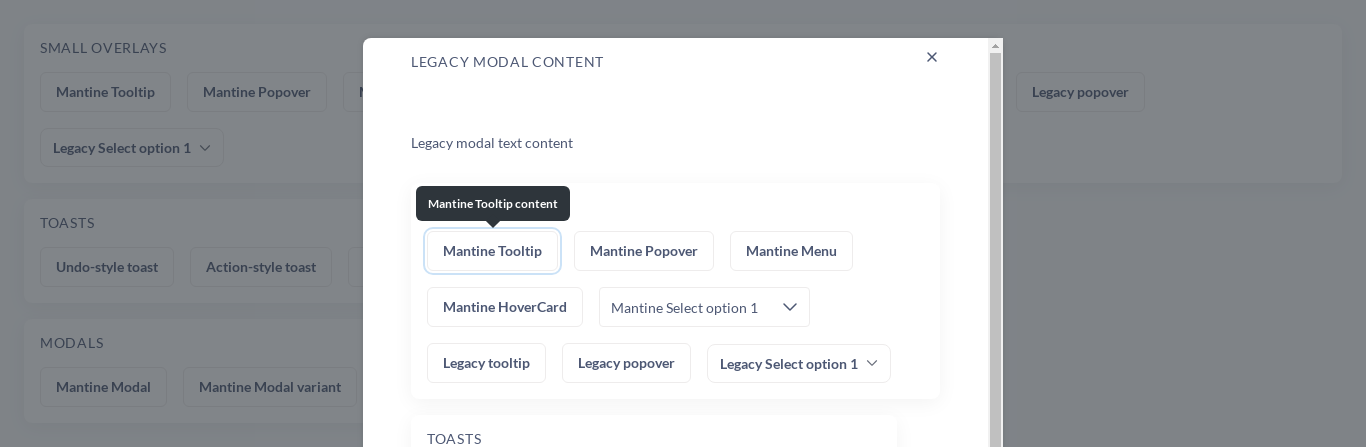 SMALL OVERLAYS
Mantine Tooltip
Mantine Popover
Legacy popover
Legacy Select option 1
TOASTS
Undo-style toast
Action-style toast
MODALS
Mantine Modal
Mantine Modal variant
LEGACY MODAL CONTENT
Legacy modal text content
Mantine Tooltip content
Mantine Tooltip
Mantine Popover
Mantine Menu
Mantine HoverCard
Mantine Select option 1
Legacy tooltip
Legacy popover
Legacy Select option 1
TOASTS